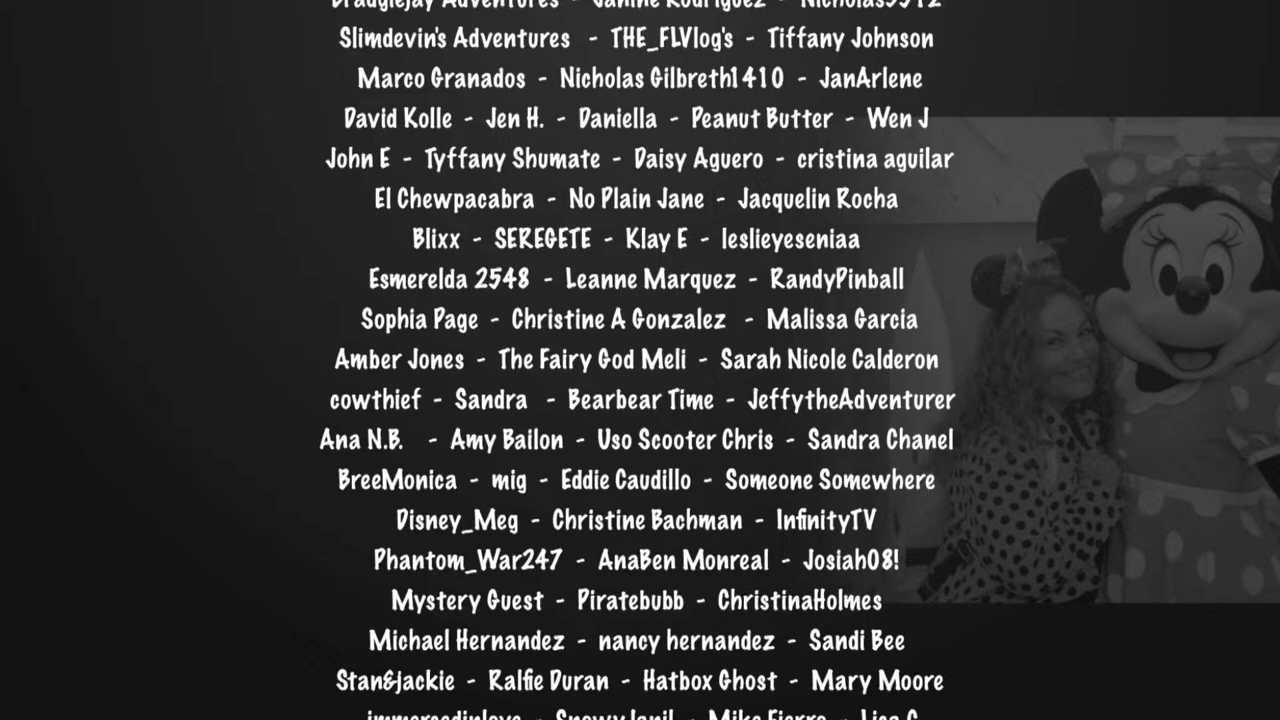 Slimdevin's Adventures - THE_FLVlog's - Tiffany Johnson
Marco Granados - Nicholas Gilbreth1410 - JanArlene
David Kolle - Jen H. - Daniella - Peanut Butter - Wen J
John E - Tyffany Shumate - Daisy Aguero - cristina aguilar
El Chewpacabra - No Plain Jane - Jacquelin Rocha
Blixx - SEREGETE - Klay E - leslieyeseniaa
Esmerelda 2548 - Leanne Marquez - RandyPinball
Sophia Page - Christine A Gonzalez - Malissa Garcia
Amber Jones - The Fairy God Meli - Sarah Nicole Calderon
cowthief - Sandra - Bearbear Time - JeffytheAdventurer
Ana N.B. - Amy Bailon - Uso Scooter Chris - Sandra Chanel
BreeMonica - mig - Eddie Caudillo - Someone Somewhere
Disney_Meg - Christine Bachman - InfinityTV
Phantom_War247 - AnaBen Monreal - Josiah08!
Mystery Guest - Piratebubb - ChristinaHolmes
Michael Hernandez - nancy hernandez - Sandi Bee
Stan&jackie - Ralfie Duran - Hatbox Ghost - Mary Moore